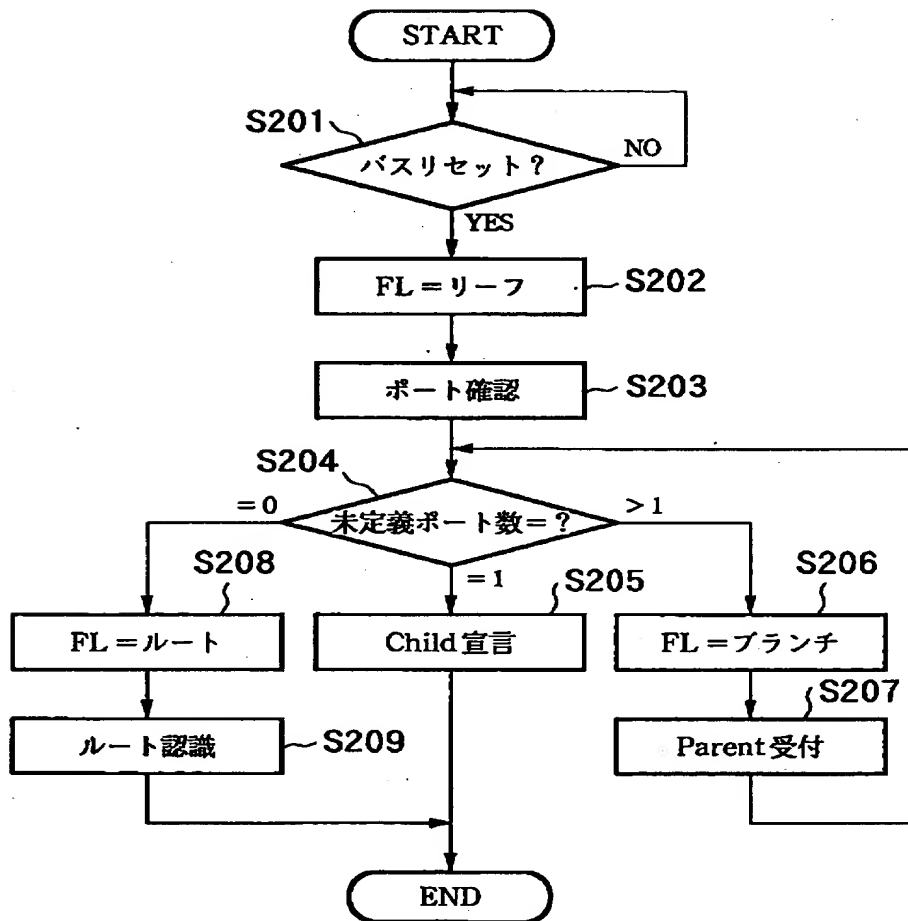 START
S201
バスリセット？
NO
YES
FL＝リーフ
S202
ポート確認
S203
S204
＝0
未定義ポート数＝？
＞1
S208
＝1
S205
S206
FL＝ルート
Child宣言
FL＝ブランチ
S207
ルート認識
S209
Parent受付
END